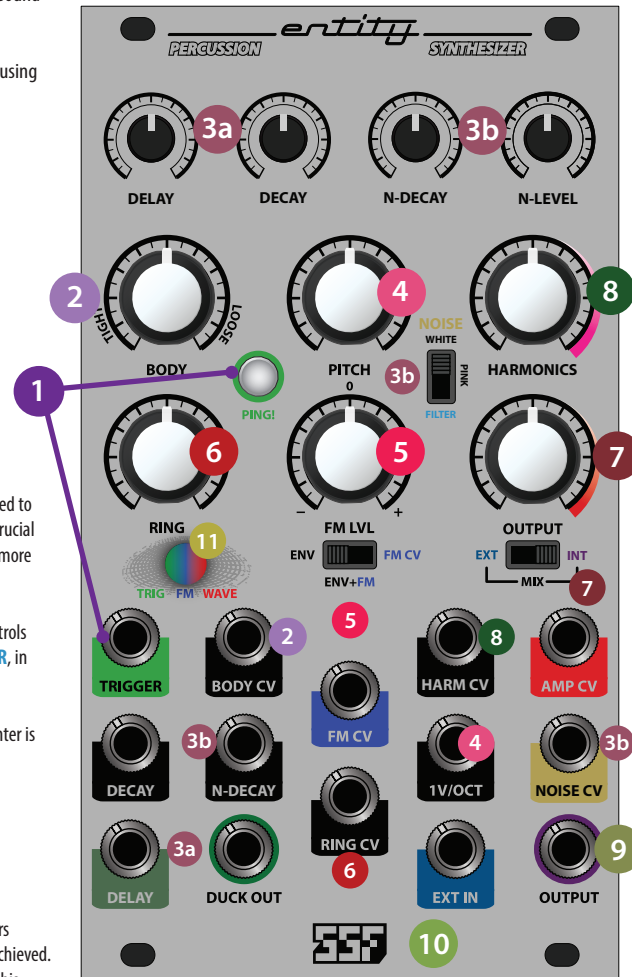 using
entity
PERCUSSION SYNTHESIZER
3a 3b
DELAY DECAY N-DECAY N-LEVEL
2 4 8
TIGHT LOOSE
NOISE
WHITE
BODY PITCH HARMONICS
1 0 3b PINK
PING! FILTER
6 5 7
ed to
crucial
more
RING FM LVL OUTPUT
− +
11 ENV FM CV EXT INT
ENV+FM MIX
TRIG FM WAVE 7
ntrols
R, in
5
2 8
TRIGGER BODY CV HARM CV AMP CV
nter is
FM CV
3b 4 3b
DECAY N-DECAY 1V/OCT NOISE CV
3a RING CV 9
6
DELAY DUCK OUT EXT IN OUTPUT
rs
chieved.
SSF 10